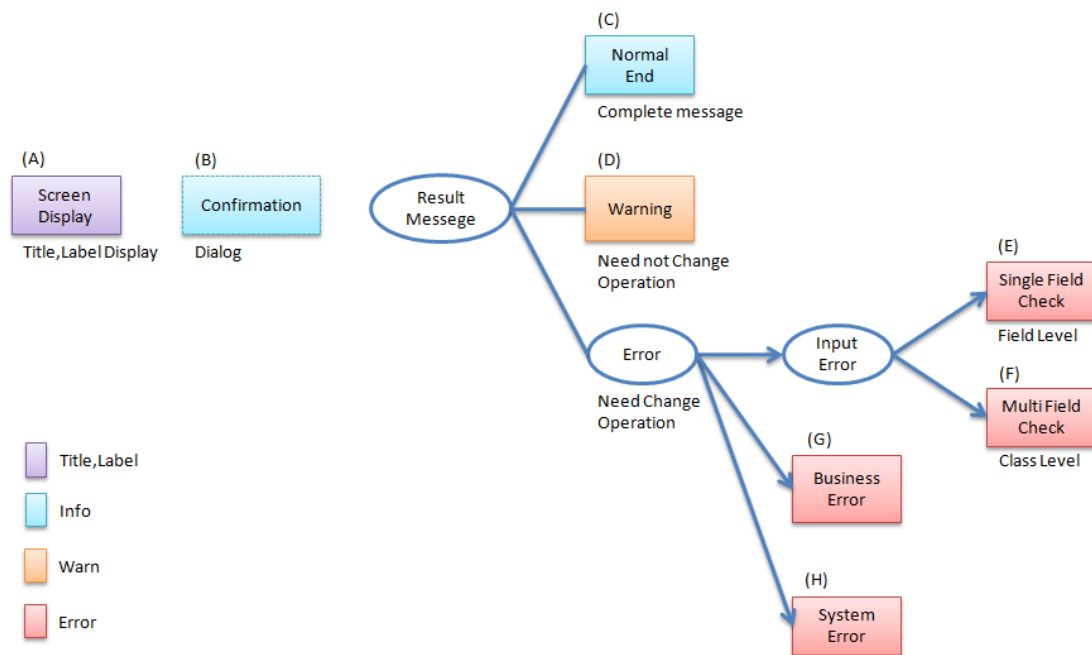 (A)
Screen
Display
Title,Label Display
(B)
Confirmation
Dialog
Result
Messege
(C)
Normal
End
Complete message
(D)
Warning
Need not Change
Operation
Error
Need Change
Operation
Input
Error
(E)
Single Field
Check
Field Level
(F)
Multi Field
Check
Class Level
(G)
Business
Error
(H)
System
Error
Title,Label
Info
Warn
Error